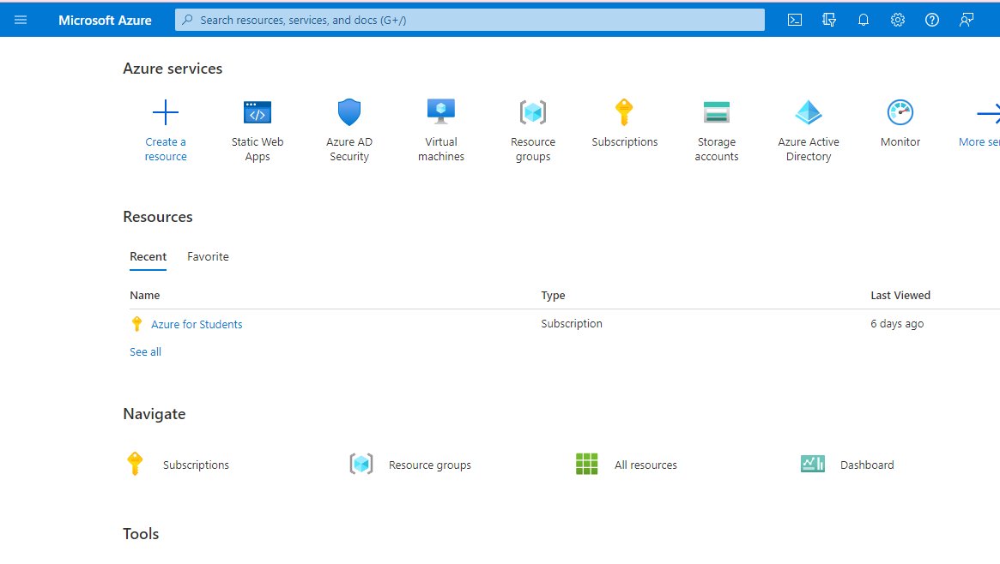 Microsoft Azure
Search resources, services, and docs (G+/)
Azure services
Create a
resource
Static Web
Apps
Azure AD
Security
Virtual
machines
Resource
groups
Subscriptions
Storage
accounts
Azure Active
Directory
Monitor
More ser
Resources
Recent Favorite
Name Type Last Viewed
Azure for Students Subscription 6 days ago
See all
Navigate
Subscriptions Resource groups All resources Dashboard
Tools